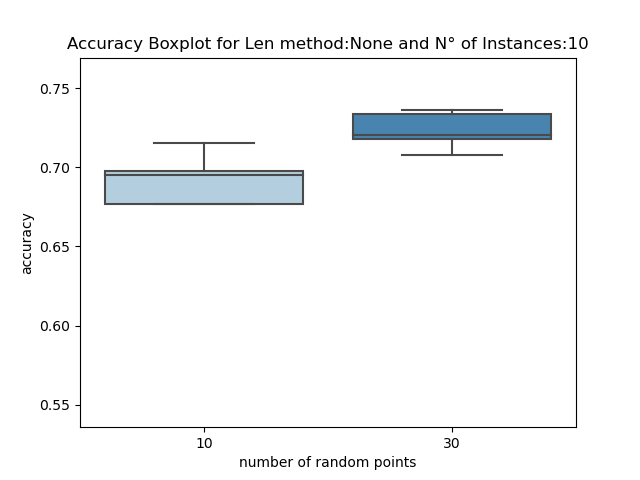 Accuracy Boxplot for Len method:None and N° of Instances:10
0.75
0.70
0.65
0.60
0.55
accuracy
10 30
number of random points